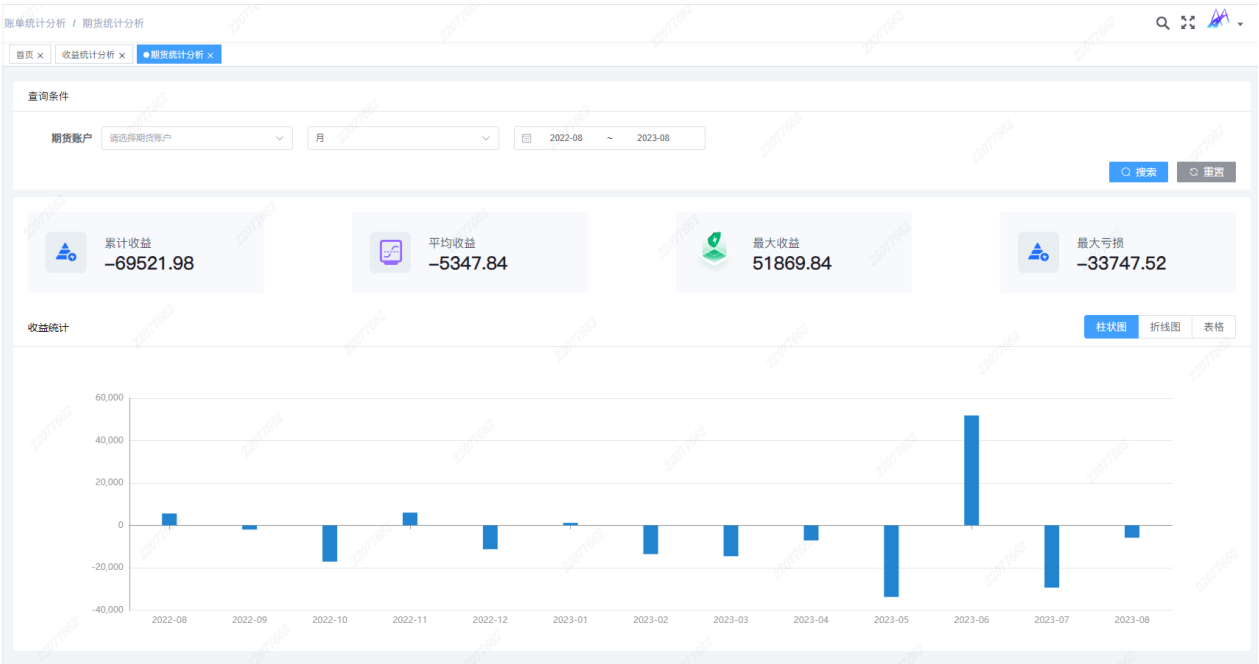 账单统计分析 / 期货统计分析
首页 × 收益统计分析 × 期货统计分析 ×
查询条件
期货账户 请选择期货账户 月 2022-08 ~ 2023-08
搜索 重置
累计收益 平均收益 最大收益 最大亏损
-69521.98 -5347.84 51869.84 -33747.52
收益统计 柱状图 折线图 表格
60,000
40,000
20,000
0
-20,000
-40,000
2022-08 2022-09 2022-10 2022-11 2022-12 2023-01 2023-02 2023-03 2023-04 2023-05 2023-06 2023-07 2023-08
22077662